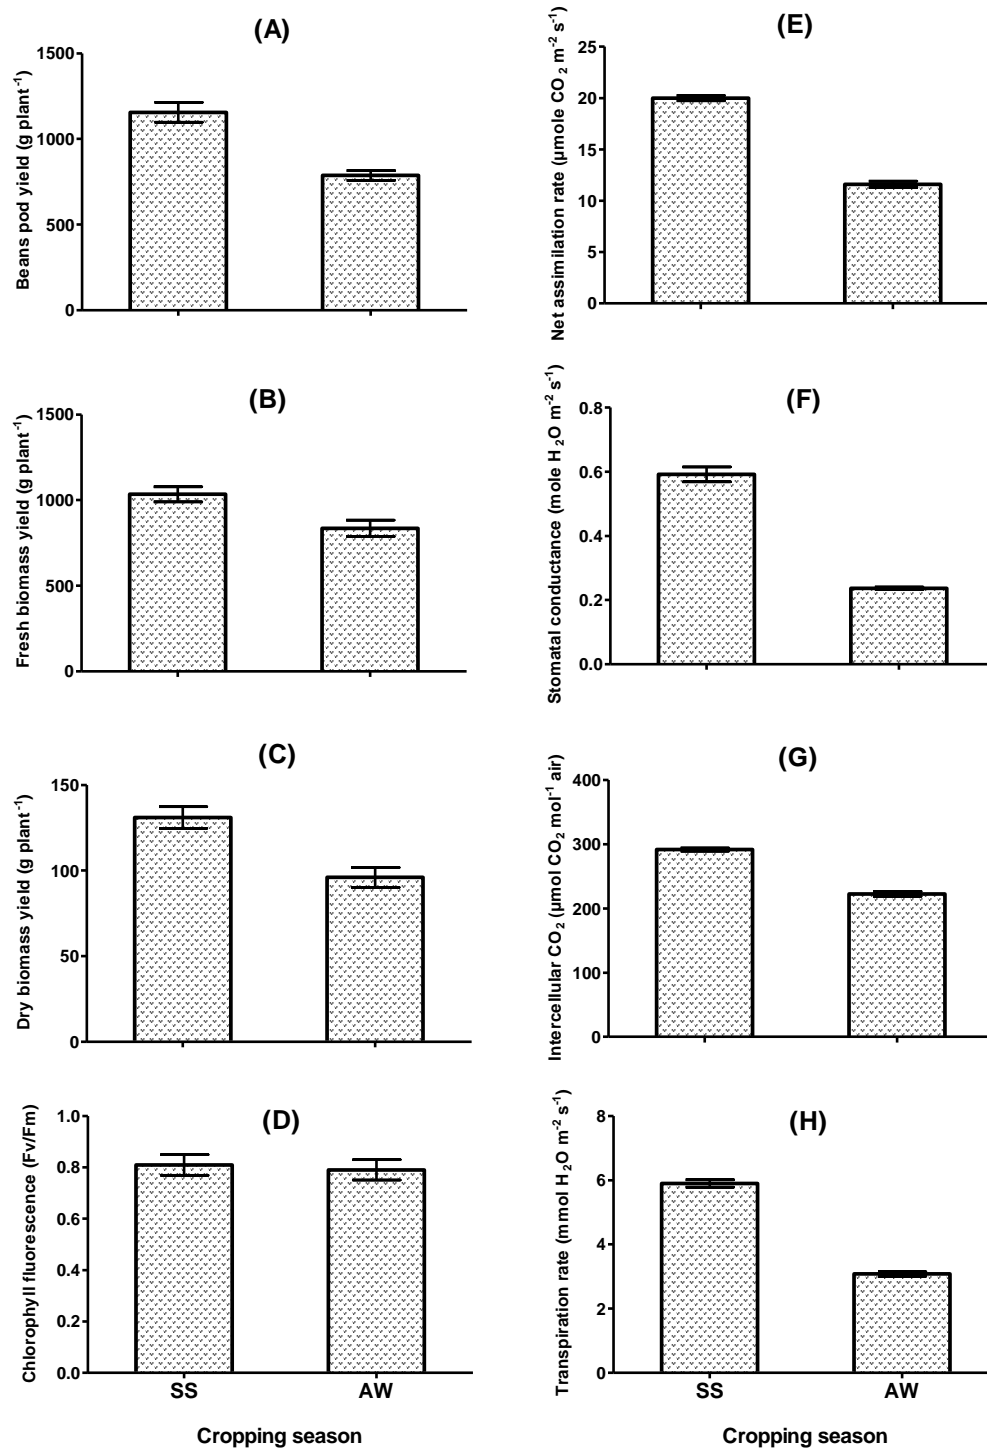 (A)
Beans pod yield (g plant⁻¹)
1500
1000
500
0
(E)
Net assimilation rate (µmole CO₂ m⁻² s⁻¹)
25
20
15
10
5
0
(B)
Fresh biomass yield (g plant⁻¹)
1500
1000
500
0
(F)
Stomatal conductance (mole H₂O m⁻² s⁻¹)
0.8
0.6
0.4
0.2
0.0
(C)
Dry biomass yield (g plant⁻¹)
150
100
50
0
(G)
Intercellular CO₂ (µmol CO₂ mol⁻¹ air)
400
300
200
100
0
(D)
Chlorophyll fluorescence (Fv/Fm)
1.0
0.8
0.6
0.4
0.2
0.0
SS AW
Cropping season
(H)
Transpiration rate (mmol H₂O m⁻² s⁻¹)
8
6
4
2
0
SS AW
Cropping season